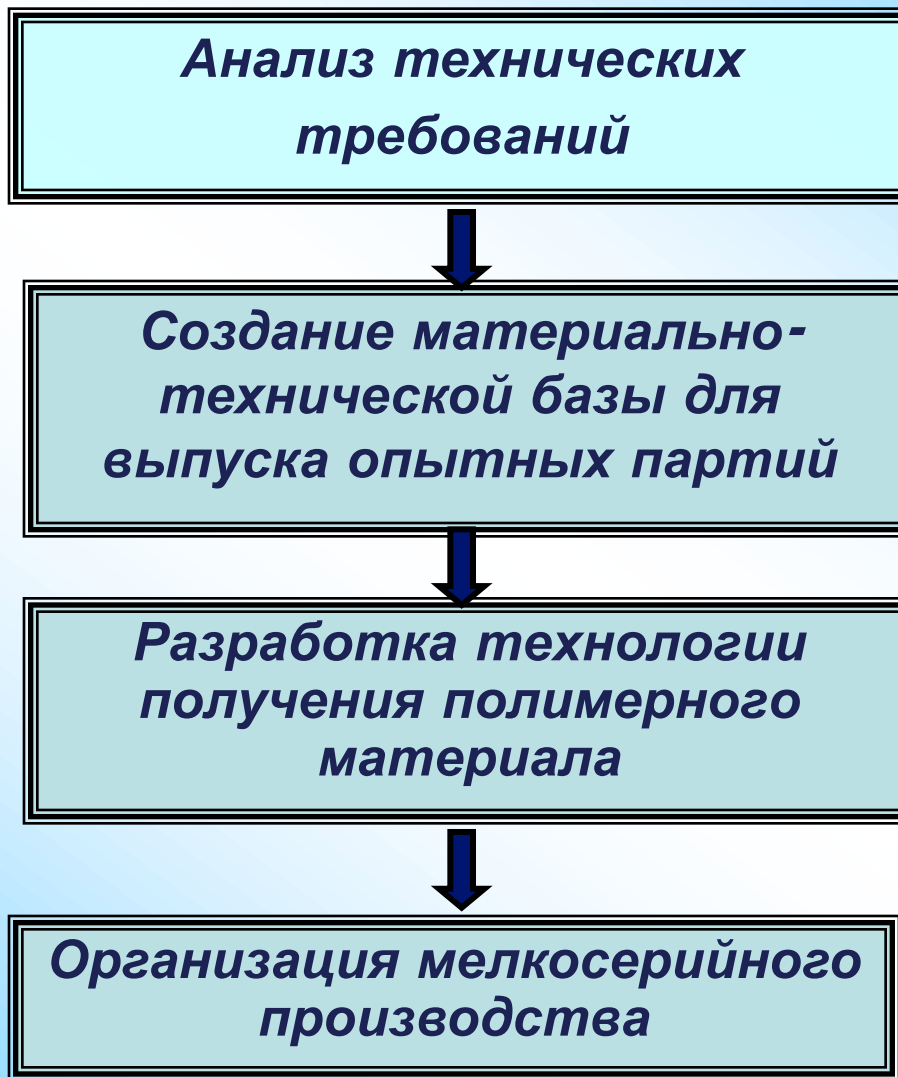 Анализ технических
требований
Создание материально-
технической базы для
выпуска опытных партий
Разработка технологии
получения полимерного
материала
Организация мелкосерийного
производства